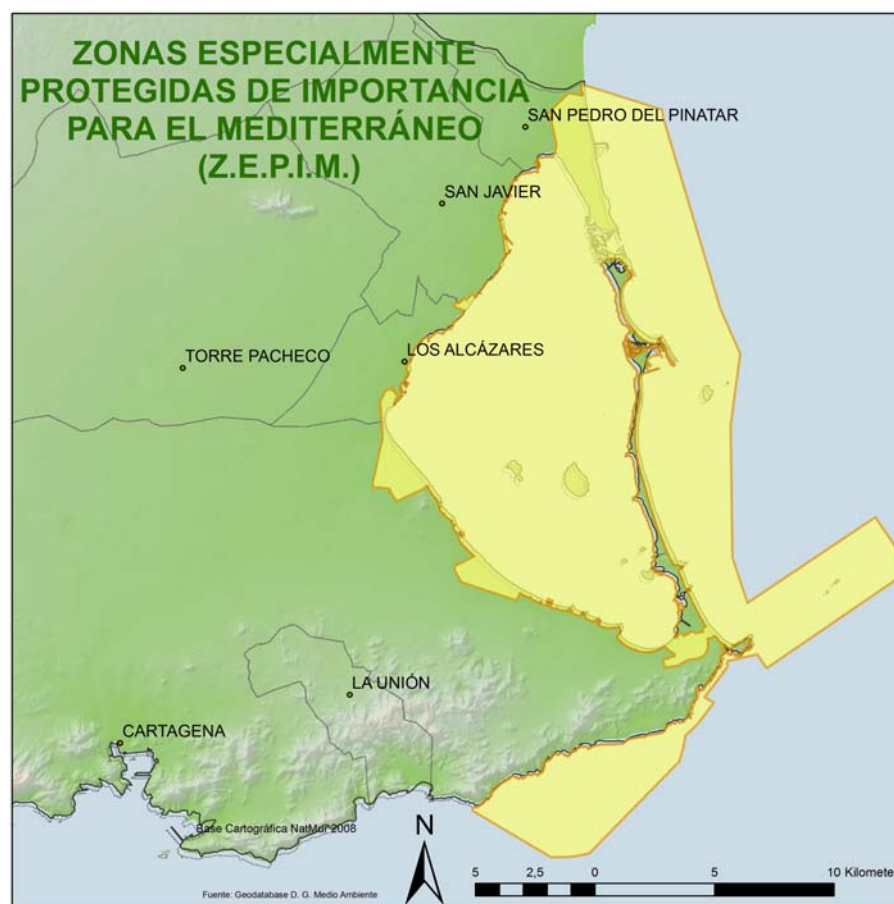 ZONAS ESPECIALMENTE
PROTEGIDAS DE IMPORTANCIA
PARA EL MEDITERRÁNEO
(Z.E.P.I.M.)
SAN PEDRO DEL PINATAR
SAN JAVIER
TORRE PACHECO
LOS ALCÁZARES
LA UNIÓN
CARTAGENA
Base Cartográfica NatMur 2008
N
Fuente: Geodatabase D. G. Medio Ambiente
5 2,5 0 5 10 Kilomete